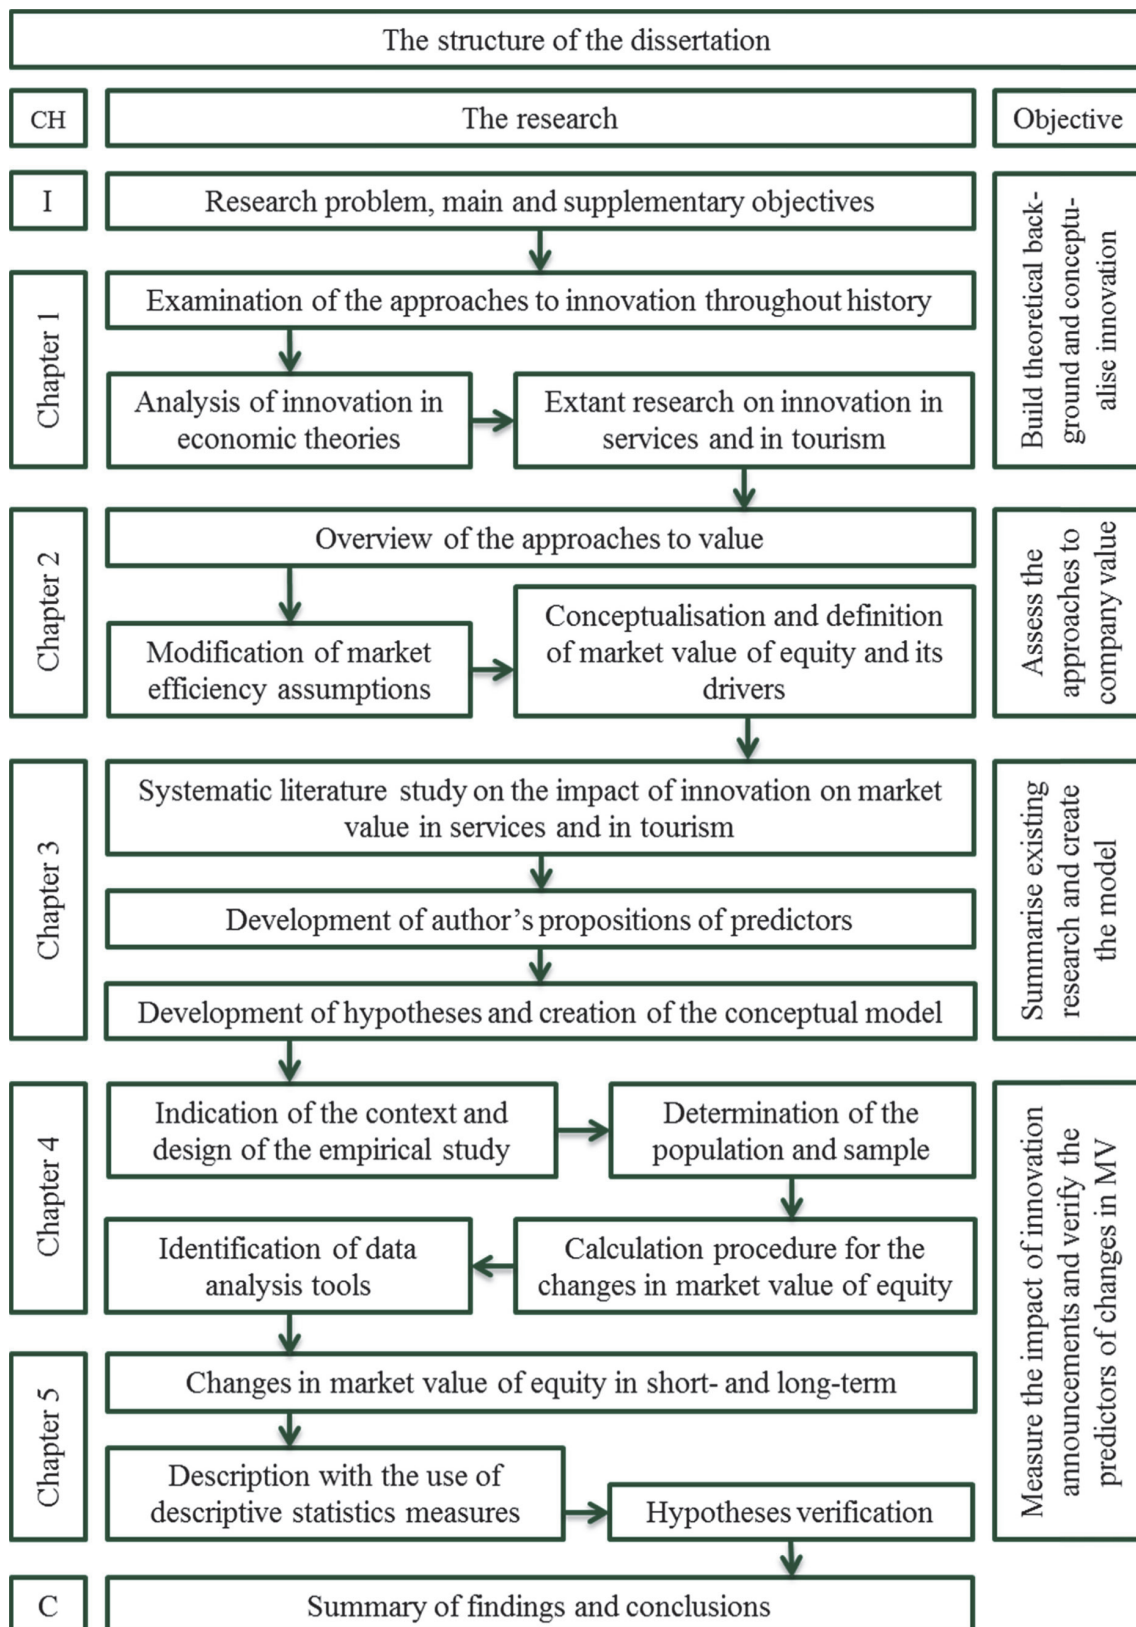 The structure of the dissertation
CH
The research
Objective
I
Research problem, main and supplementary objectives
Build theoretical back-
ground and conceptu-
alise innovation
Chapter 1
Examination of the approaches to innovation throughout history
Analysis of innovation in
economic theories
Extant research on innovation in
services and in tourism
Chapter 2
Overview of the approaches to value
Modification of market
efficiency assumptions
Conceptualisation and definition
of market value of equity and its
drivers
Assess the
approaches to
company value
Chapter 3
Systematic literature study on the impact of innovation on market
value in services and in tourism
Development of author’s propositions of predictors
Development of hypotheses and creation of the conceptual model
Summarise existing
research and create
the model
Chapter 4
Indication of the context and
design of the empirical study
Determination of the
population and sample
Identification of data
analysis tools
Calculation procedure for the
changes in market value of equity
Measure the impact of innovation
announcements and verify the
predictors of changes in MV
Chapter 5
Changes in market value of equity in short- and long-term
Description with the use of
descriptive statistics measures
Hypotheses verification
C
Summary of findings and conclusions